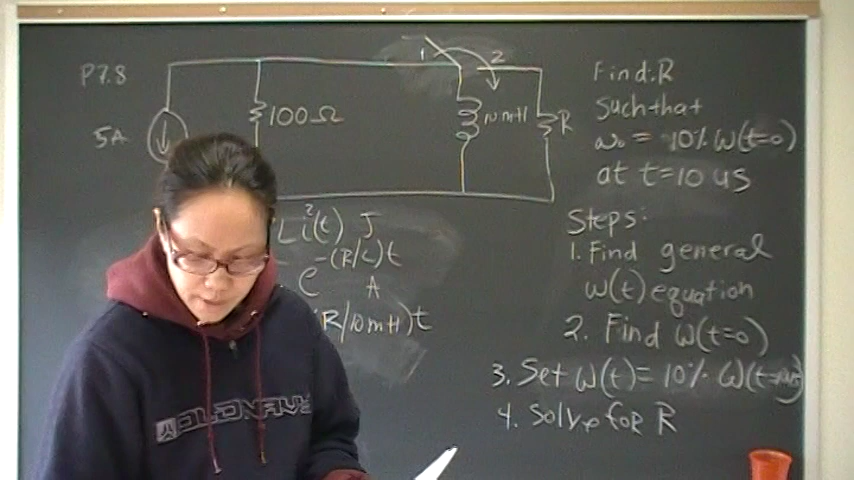 P7.8
1
2
5A
100Ω
10mH
R
Find: R
such that
ω₀ = 10% ω(t=0)
at t=10 us
Steps:
1. Find general
ω(t) equation
2. Find ω(t=0)
3. Set ω(t) = 10% ω(t=
4. Solve for R
Li²(t) J
e^-(R/L)t A
R/10mH)t
OLD NAVY